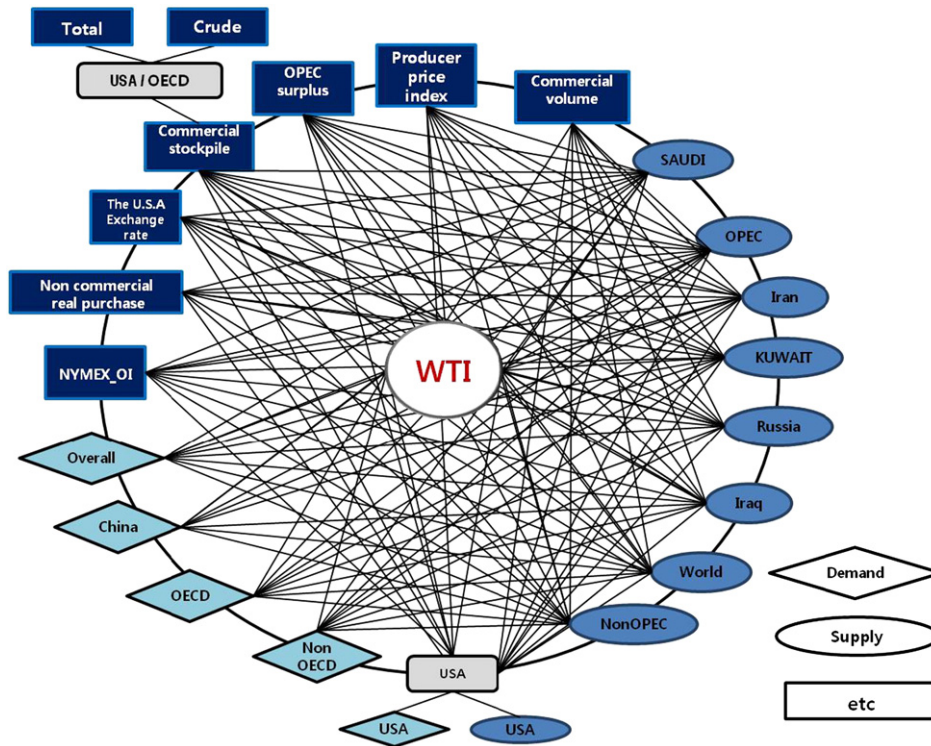 Total
Crude
USA / OECD
OPEC
surplus
Producer
price
index
Commercial
volume
Commercial
stockpile
SAUDI
The U.S.A
Exchange
rate
OPEC
Non commercial
real purchase
Iran
WTI
NYMEX_OI
KUWAIT
Overall
Russia
China
Iraq
OECD
World
Demand
Non
OECD
NonOPEC
Supply
USA
USA
USA
etc